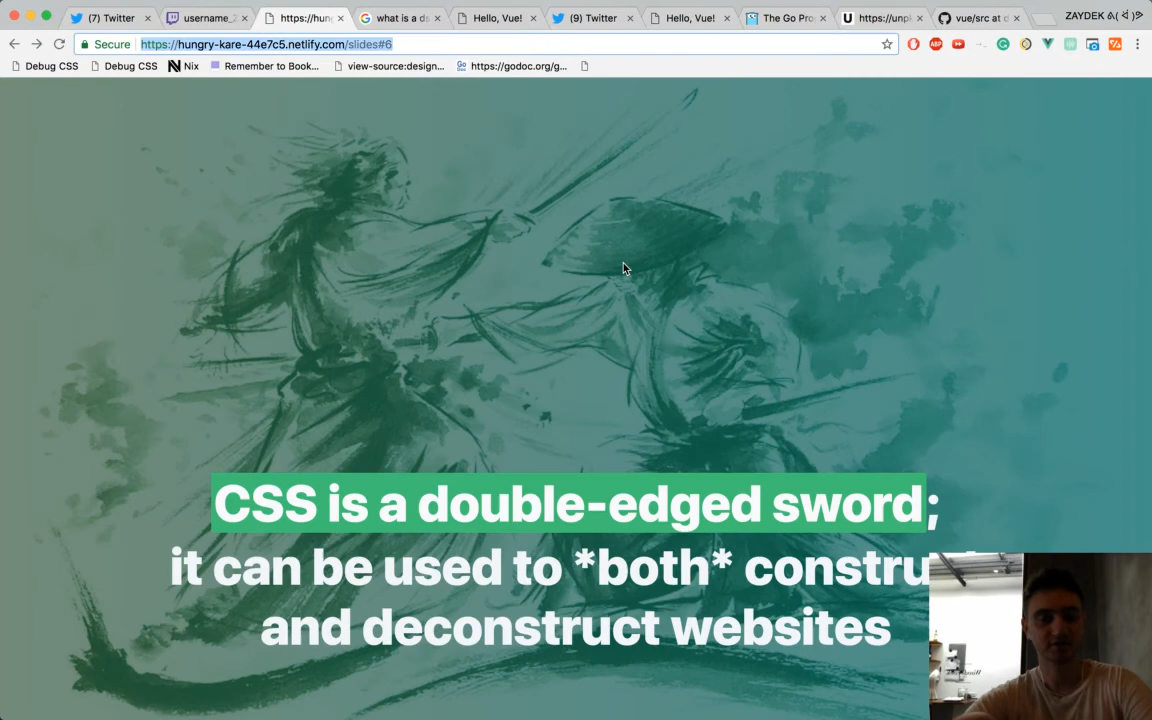 (7) Twitter
username_
https://hun
what is a ds
Hello, Vue!
(9) Twitter
Hello, Vue!
The Go Pro
https://unp
vue/src at d
ZAYDEK
Secure
https://hungry-kare-44e7c5.netlify.com/slides#6
ABP
Debug CSS
Debug CSS
Nix
Remember to Book...
view-source:design...
https://godoc.org/g...
CSS is a double-edged sword;
it can be used to *both* constru
and deconstruct websites